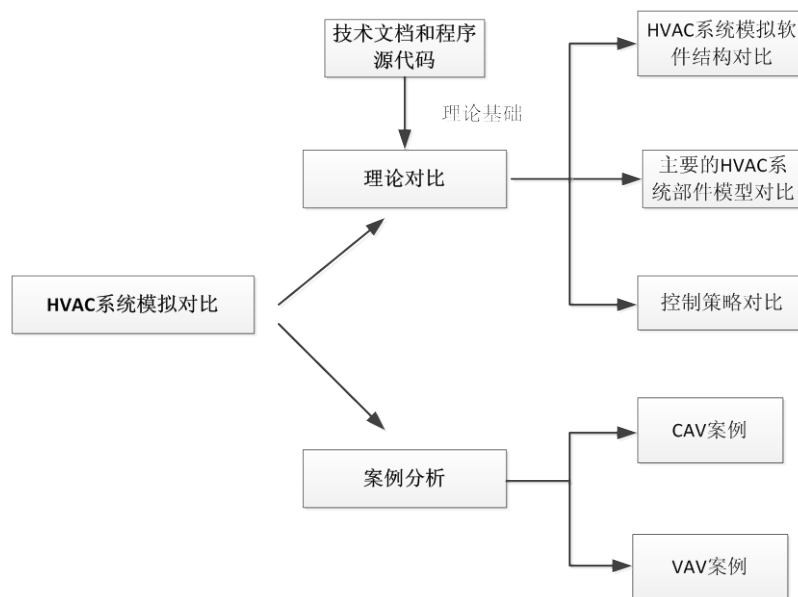 技术文档和程序
源代码
HVAC系统模拟软
件结构对比
理论基础
理论对比
主要的HVAC系
统部件模型对比
HVAC系统模拟对比
控制策略对比
CAV案例
案例分析
VAV案例